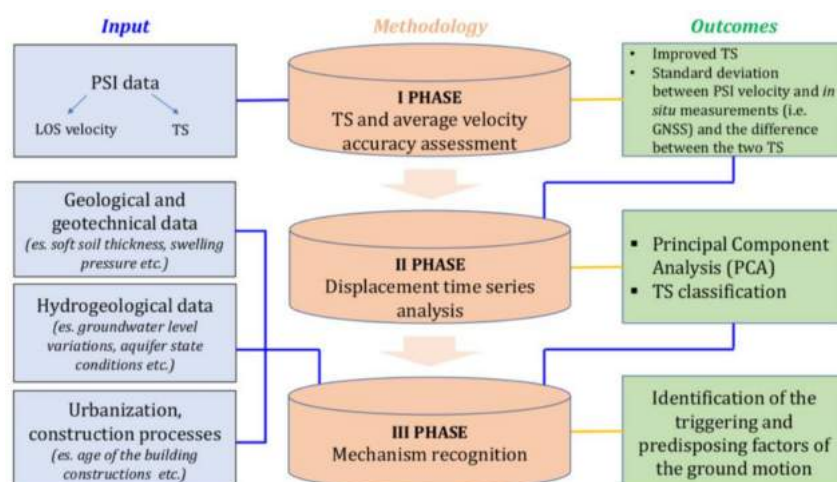 Input
Methodology
Outcomes
PSI data
LOS velocity
TS
I PHASE
TS and average velocity
accuracy assessment
• Improved TS
• Standard deviation
between PSI velocity and in
situ measurements (i.e.
GNSS) and the difference
between the two TS
Geological and
geotechnical data
(es. soft soil thickness, swelling
pressure etc.)
II PHASE
Displacement time series
analysis
▪ Principal Component
Analysis (PCA)
▪ TS classification
Hydrogeological data
(es. groundwater level
variations, aquifer state
conditions etc.)
Urbanization,
construction processes
(es. age of the building
constructions etc.)
III PHASE
Mechanism recognition
Identification of the
triggering and
predisposing factors of
the ground motion